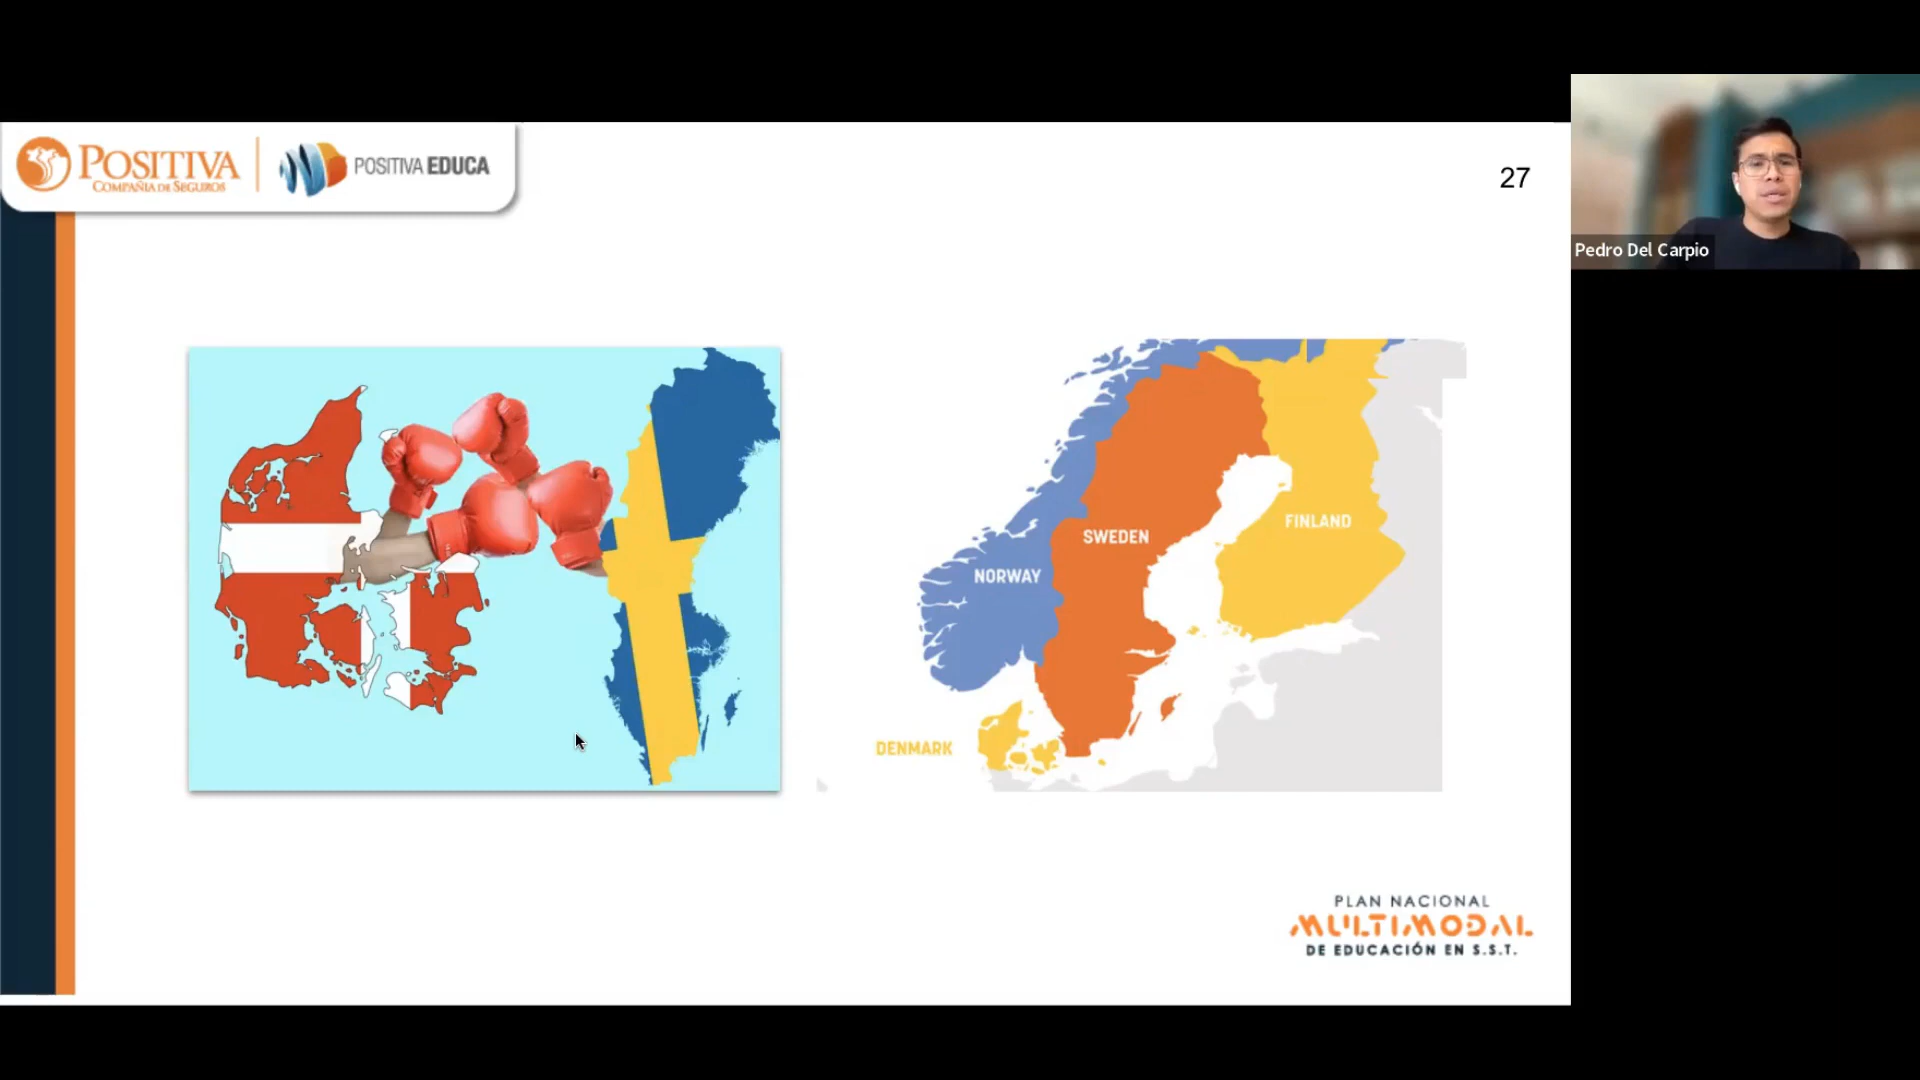 POSITIVA
COMPAÑIA DE SEGUROS
POSITIVA EDUCA
27
Pedro Del Carpio
SWEDEN
FINLAND
NORWAY
DENMARK
PLAN NACIONAL
MULTIMODAL
DE EDUCACIÓN EN S.S.T.